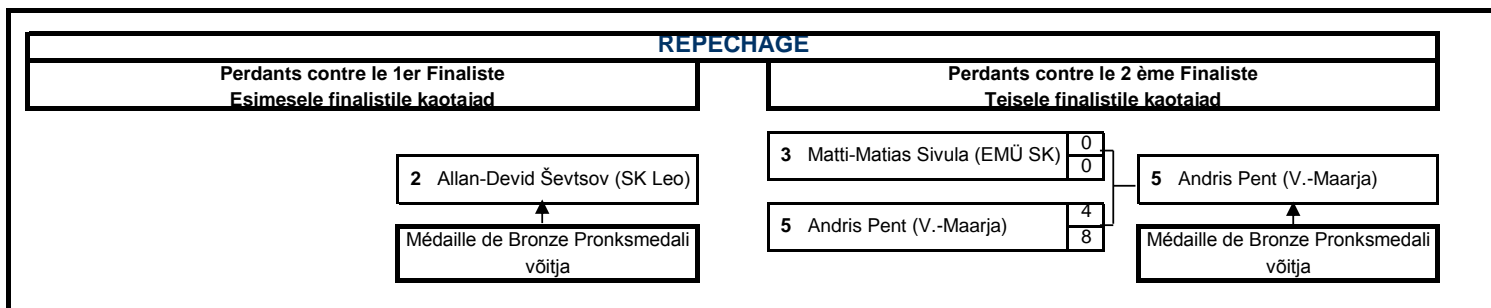 REPECHAGE
Perdants contre le 1er Finaliste
Esimesele finalistile kaotajad
Perdants contre le 2 ème Finaliste
Teisele finalistile kaotajad
3 Matti-Matias Sivula (EMÜ SK) 0
0
2 Allan-Devid Ševtsov (SK Leo)
5 Andris Pent (V.-Maarja)
5 Andris Pent (V.-Maarja) 4
8
Médaille de Bronze Pronksmedali
võitja
Médaille de Bronze Pronksmedali
võitja